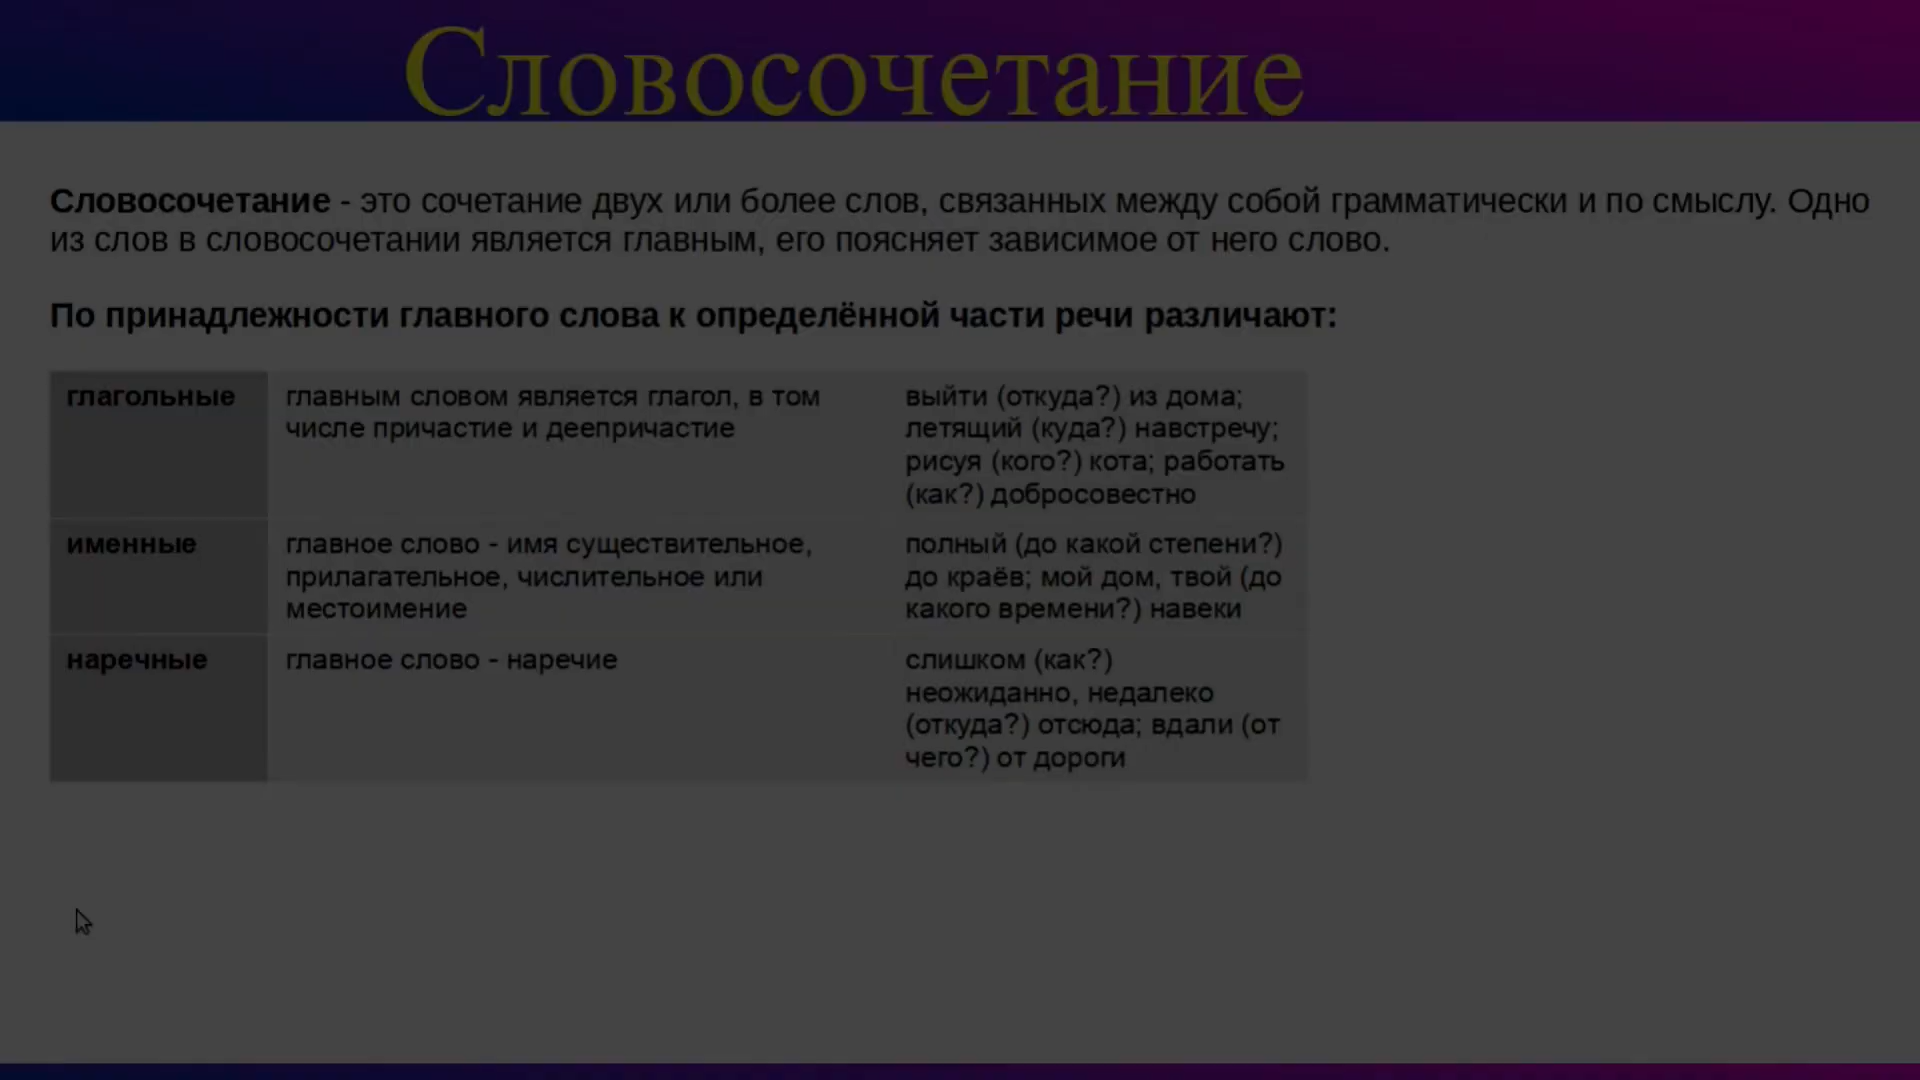 Словосочетание
Словосочетание - это сочетание двух или более слов, связанных между собой грамматически и по смыслу. Одно
из слов в словосочетании является главным, его поясняет зависимое от него слово.
По принадлежности главного слова к определённой части речи различают:
глагольные
главным словом является глагол, в том
числе причастие и деепричастие
выйти (откуда?) из дома;
летящий (куда?) навстречу;
рисуя (кого?) кота; работать
(как?) добросовестно
именные
главное слово - имя существительное,
прилагательное, числительное или
местоимение
полный (до какой степени?)
до краёв; мой дом, твой (до
какого времени?) навеки
наречные
главное слово - наречие
слишком (как?)
неожиданно, недалеко
(откуда?) отсюда; вдали (от
чего?) от дороги